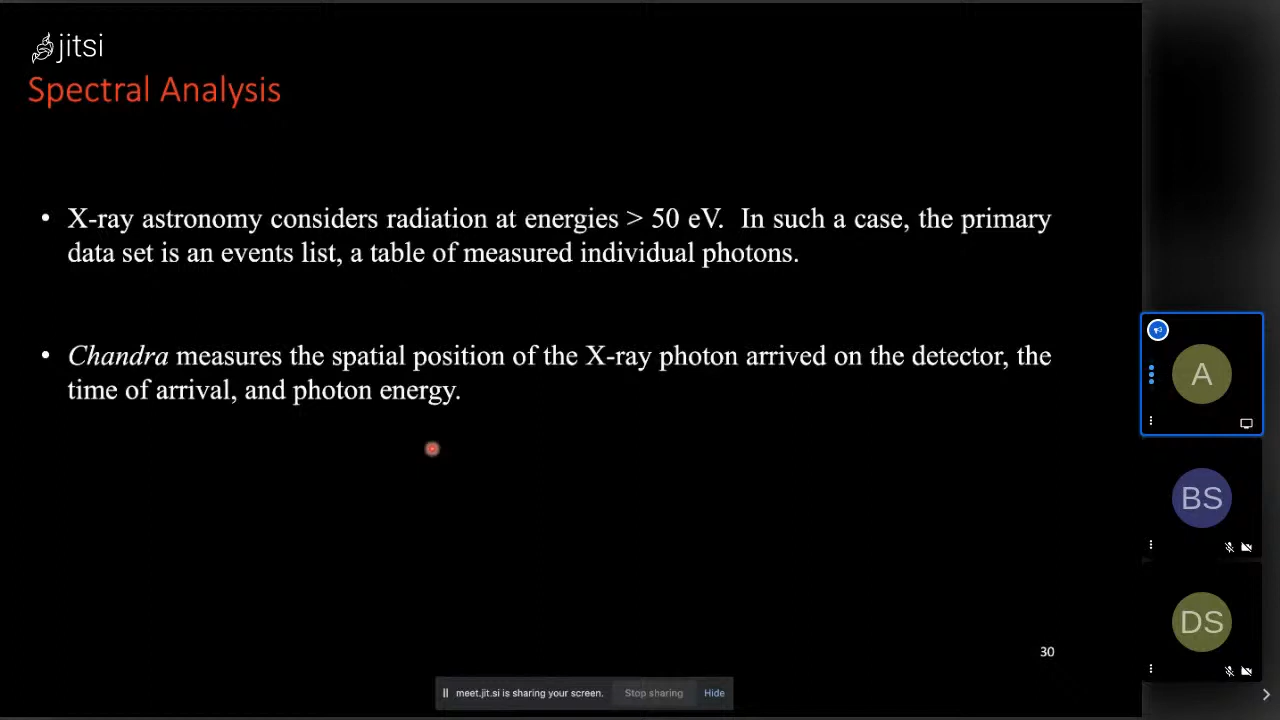 jitsi
Spectral Analysis
• X-ray astronomy considers radiation at energies > 50 eV. In such a case, the primary
data set is an events list, a table of measured individual photons.
• Chandra measures the spatial position of the X-ray photon arrived on the detector, the
time of arrival, and photon energy.
A
BS
DS
30
meet.jit.si is sharing your screen. Stop sharing Hide